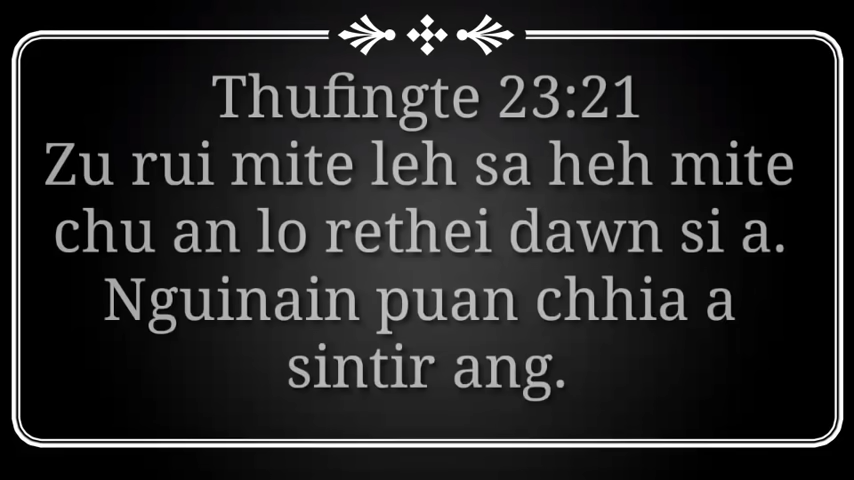 Thufingte 23:21
Zu rui mite leh sa heh mite
chu an lo rethei dawn si a.
Nguinain puan chhia a
sintir ang.